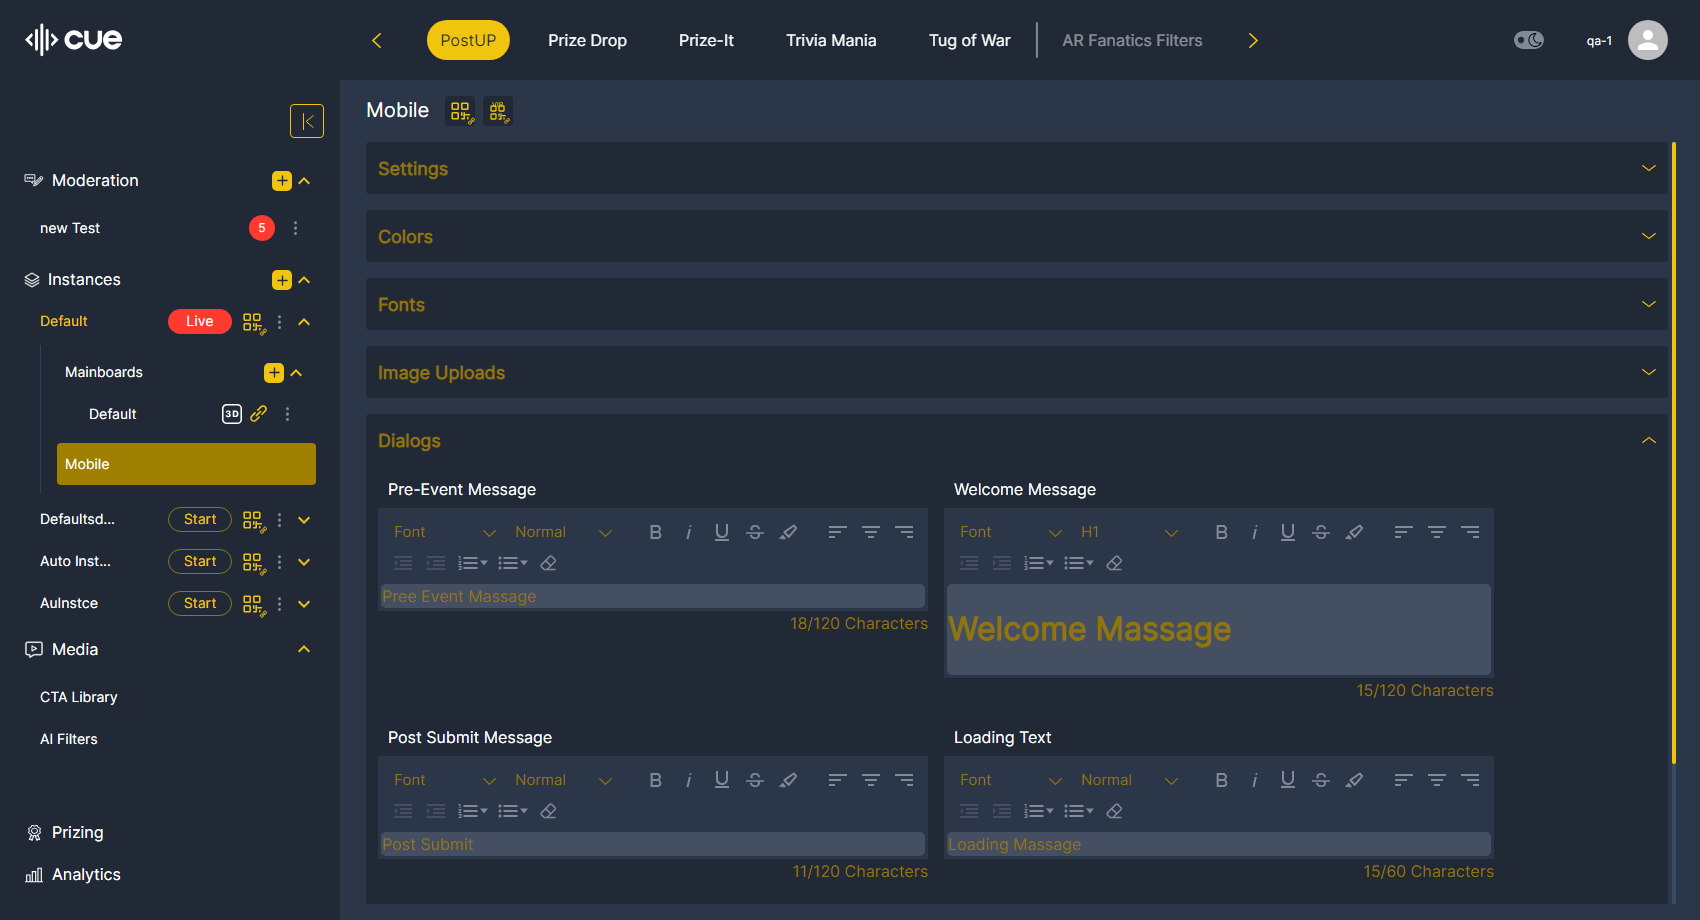 cue
PostUP
Prize Drop
Prize-It
Trivia Mania
Tug of War
AR Fanatics Filters
qa-1
Moderation
new Test
5
Instances
Default
Live
Mainboards
Default
3D
Mobile
Defaultsd...
Start
Auto Inst...
Start
AuInstce
Start
Media
CTA Library
AI Filters
Prizing
Analytics
Mobile
VIP
Settings
Colors
Fonts
Image Uploads
Dialogs
Pre-Event Message
Font
Normal
Pree Event Massage
18/120 Characters
Welcome Message
Font
H1
Welcome Massage
15/120 Characters
Post Submit Message
Font
Normal
Post Submit
11/120 Characters
Loading Text
Font
Normal
Loading Massage
15/60 Characters